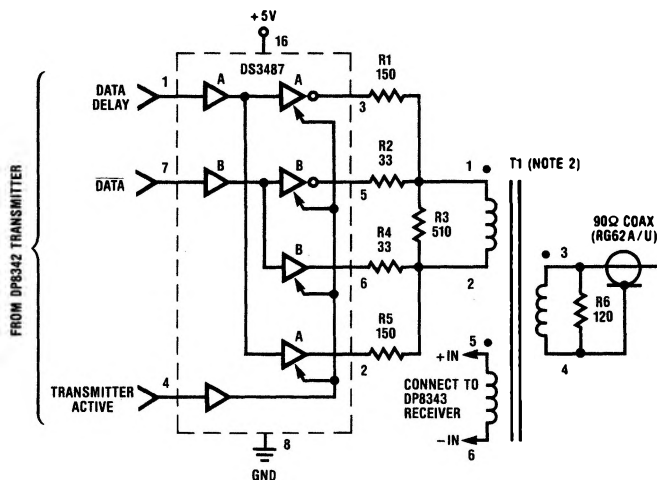 +5V
16
DS3487
R1
150
DATA
DELAY
1
A
A
3
R2
33
DATA
7
B
B
5
1
T1 (NOTE 2)
R3
510
90Ω COAX
(RG62A/U)
FROM DP8342 TRANSMITTER
R4
33
B
6
2
3
R6
120
R5
150
A
2
5
+IN
4
TRANSMITTER
ACTIVE
4
CONNECT TO
DP8343
RECEIVER
-IN
6
8
GND